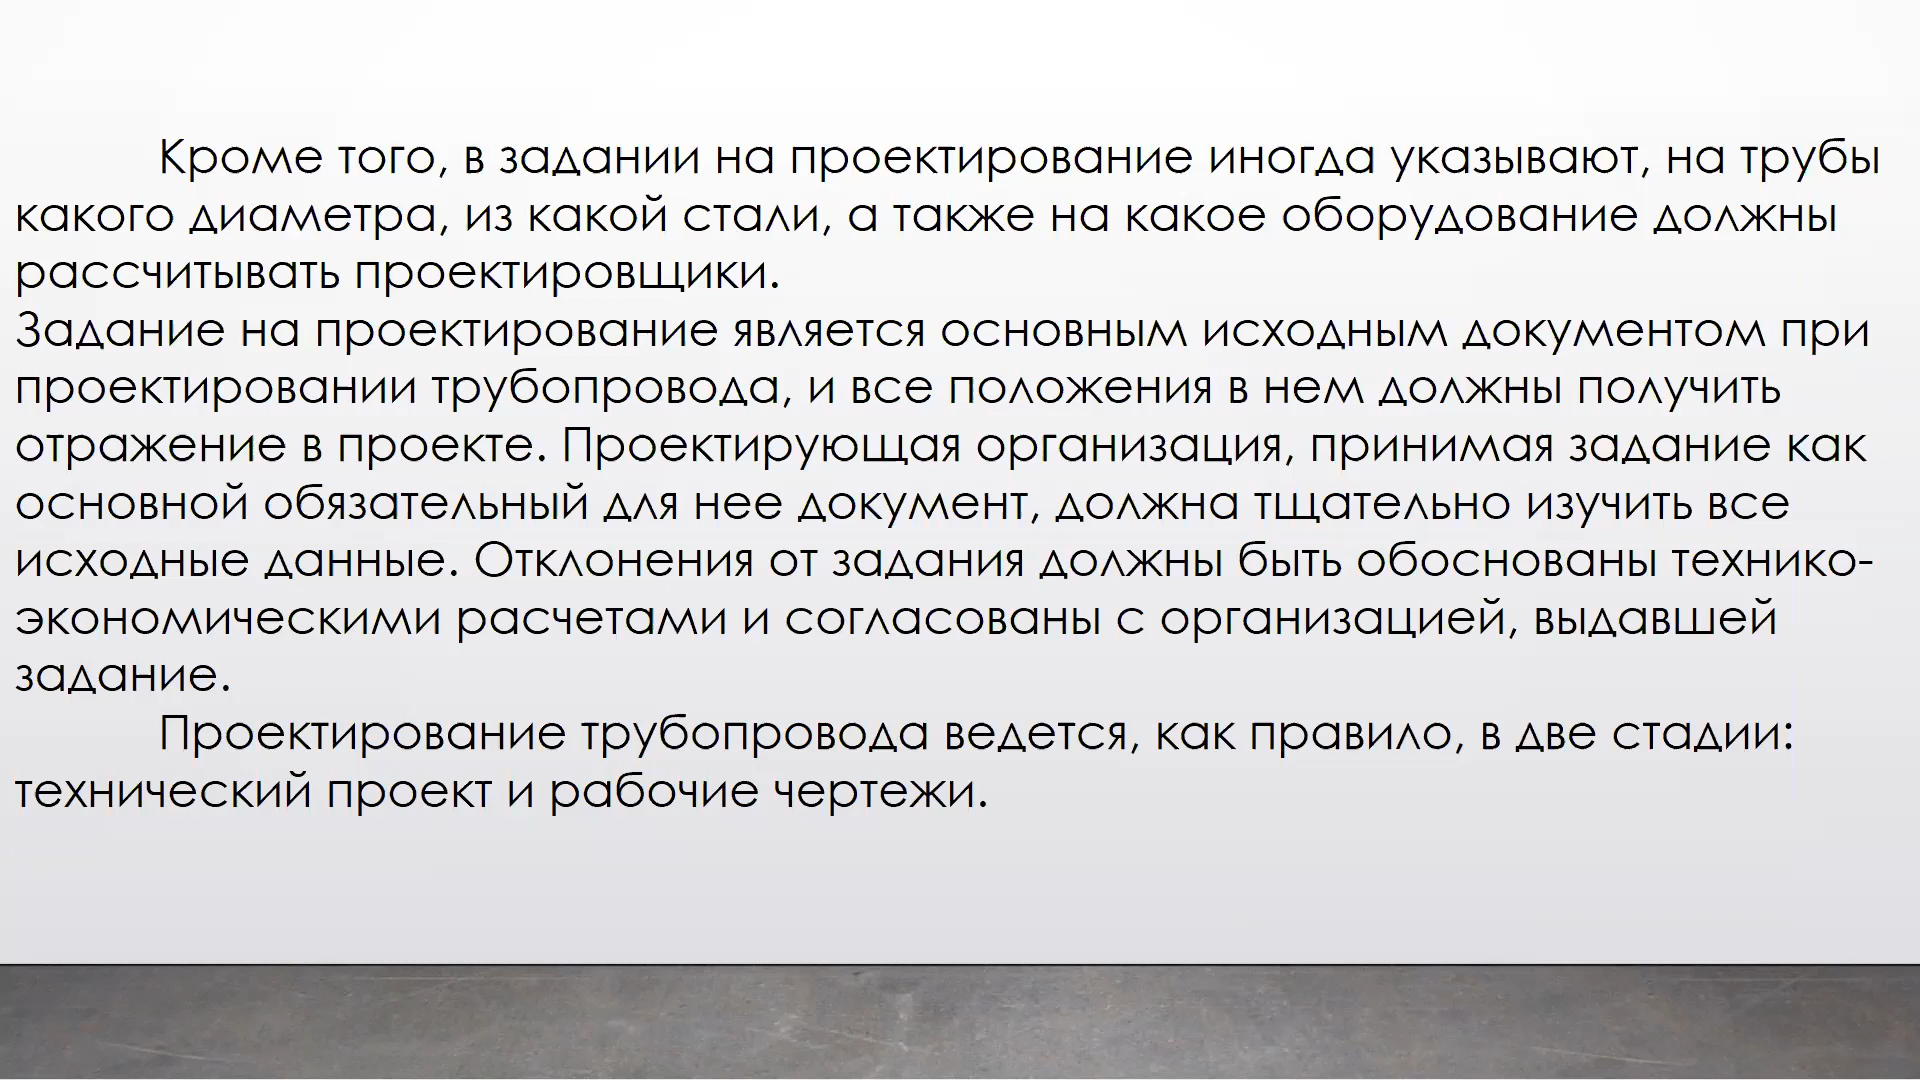 Кроме того, в задании на проектирование иногда указывают, на трубы
какого диаметра, из какой стали, а также на какое оборудование должны
рассчитывать проектировщики.
Задание на проектирование является основным исходным документом при
проектировании трубопровода, и все положения в нем должны получить
отражение в проекте. Проектирующая организация, принимая задание как
основной обязательный для нее документ, должна тщательно изучить все
исходные данные. Отклонения от задания должны быть обоснованы технико-
экономическими расчетами и согласованы с организацией, выдавшей
задание.
Проектирование трубопровода ведется, как правило, в две стадии:
технический проект и рабочие чертежи.